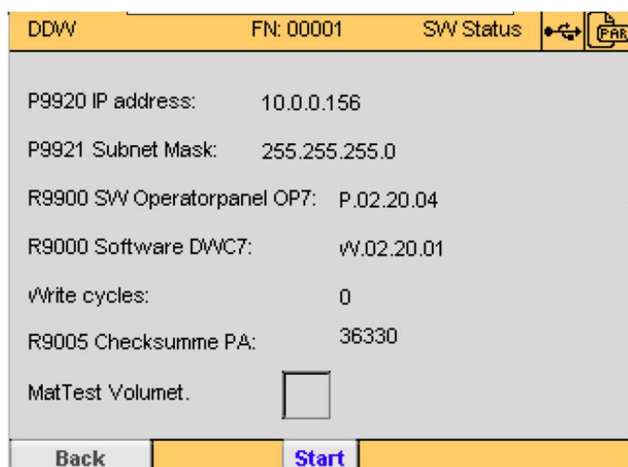 DDW FN: 00001 SW Status PAR
P9920 IP address: 10.0.0.156
P9921 Subnet Mask: 255.255.255.0
R9900 SW Operatorpanel OP7: P.02.20.04
R9000 Software DWC7: W.02.20.01
Write cycles: 0
R9005 Checksumme PA: 36330
MatTest Volumet.
Back Start